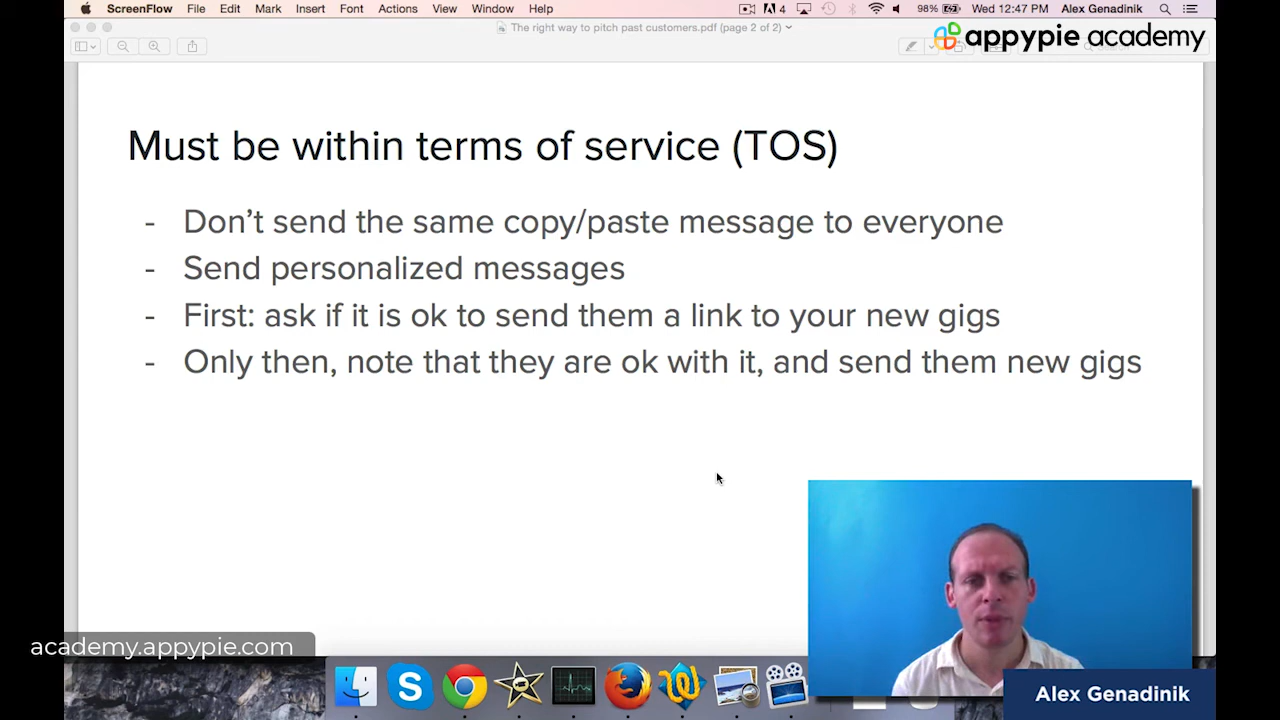 ScreenFlow File Edit Mark Insert Font Actions View Window Help 4 98% Wed 12:47 PM Alex Genadinik
The right way to pitch past customers.pdf (page 2 of 2)
appypie academy
Must be within terms of service (TOS)
- Don't send the same copy/paste message to everyone
- Send personalized messages
- First: ask if it is ok to send them a link to your new gigs
- Only then, note that they are ok with it, and send them new gigs
academy.appypie.com
S
Alex Genadinik